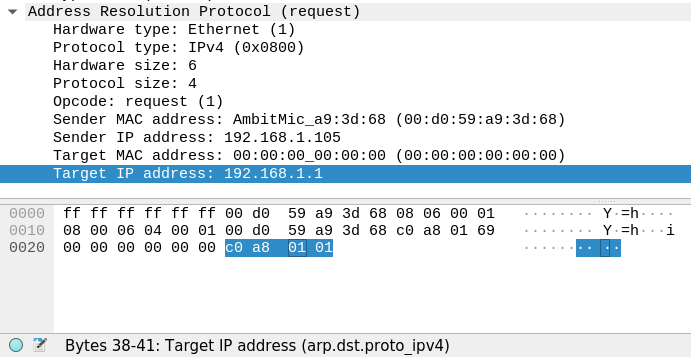 Address Resolution Protocol (request)
Hardware type: Ethernet (1)
Protocol type: IPv4 (0x0800)
Hardware size: 6
Protocol size: 4
Opcode: request (1)
Sender MAC address: AmbitMic_a9:3d:68 (00:d0:59:a9:3d:68)
Sender IP address: 192.168.1.105
Target MAC address: 00:00:00_00:00:00 (00:00:00:00:00:00)
Target IP address: 192.168.1.1
0000 ff ff ff ff ff ff 00 d0 59 a9 3d 68 08 06 00 01 ········ Y·=h····
0010 08 00 06 04 00 01 00 d0 59 a9 3d 68 c0 a8 01 69 ········ Y·=h···i
0020 00 00 00 00 00 00 c0 a8 01 01 ········ ··
Bytes 38-41: Target IP address (arp.dst.proto_ipv4)